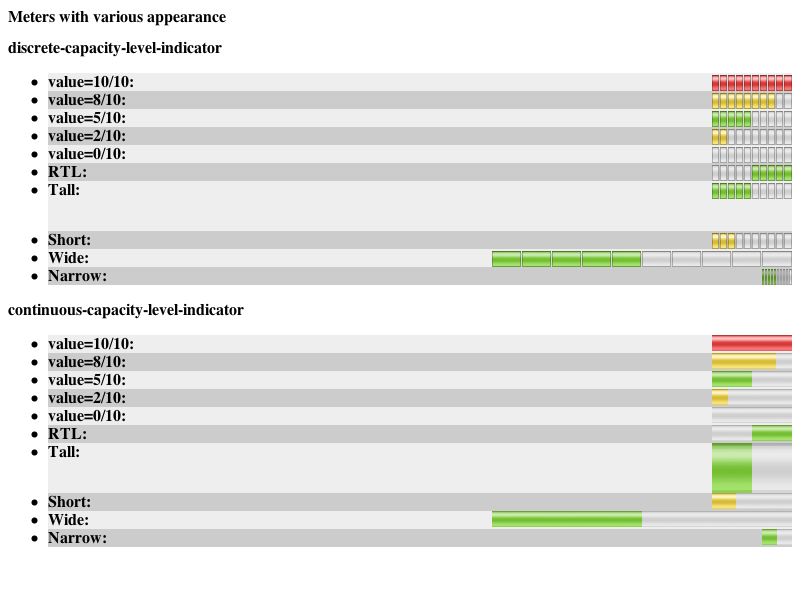 Meters with various appearance
discrete-capacity-level-indicator
value=10/10:
value=8/10:
value=5/10:
value=2/10:
value=0/10:
RTL:
Tall:
Short:
Wide:
Narrow:
continuous-capacity-level-indicator
value=10/10:
value=8/10:
value=5/10:
value=2/10:
value=0/10:
RTL:
Tall:
Short:
Wide:
Narrow: